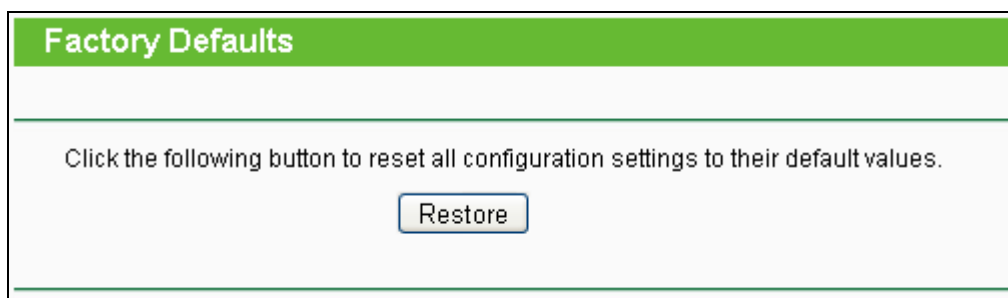 Factory Defaults
Click the following button to reset all configuration settings to their default values.
Restore